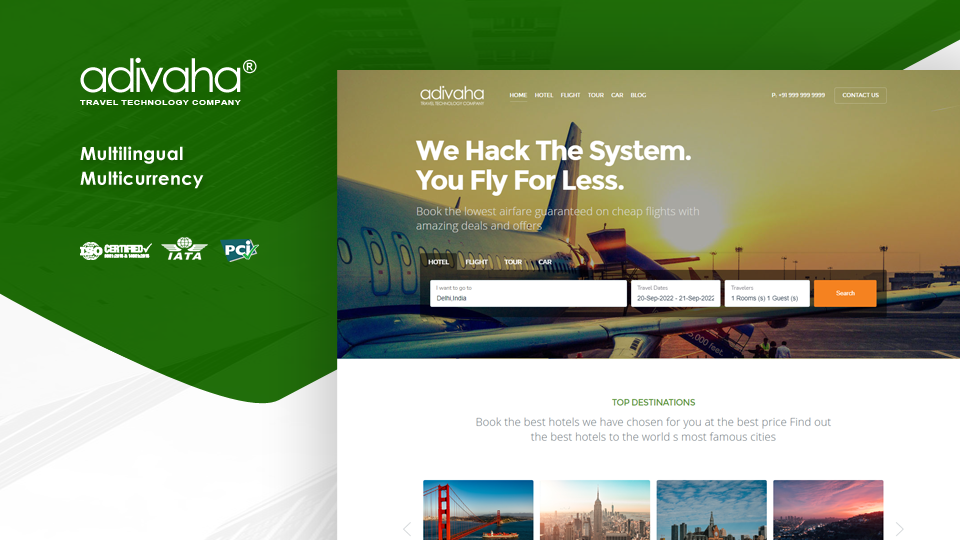 adivaha®
TRAVEL TECHNOLOGY COMPANY
Multilingual
Multicurrency
ISO CERTIFIED
IATA
PCi
adivaha
TRAVEL TECHNOLOGY COMPANY
HOME HOTEL FLIGHT TOUR CAR BLOG
P. +91 999 999 9999
CONTACT US
We Hack The System.
You Fly For Less.
Book the lowest airfare guaranteed on cheap flights with
amazing deals and offers
HOTEL FLIGHT TOUR CAR
I want to go to
Delhi,India
Travel Dates
20-Sep-2022 - 21-Sep-2022
Travelers
1 Rooms (s) 1 Guest (s)
Search
5,000 feet.
TOP DESTINATIONS
Book the best hotels we have chosen for you at the best price Find out
the best hotels to the world s most famous cities